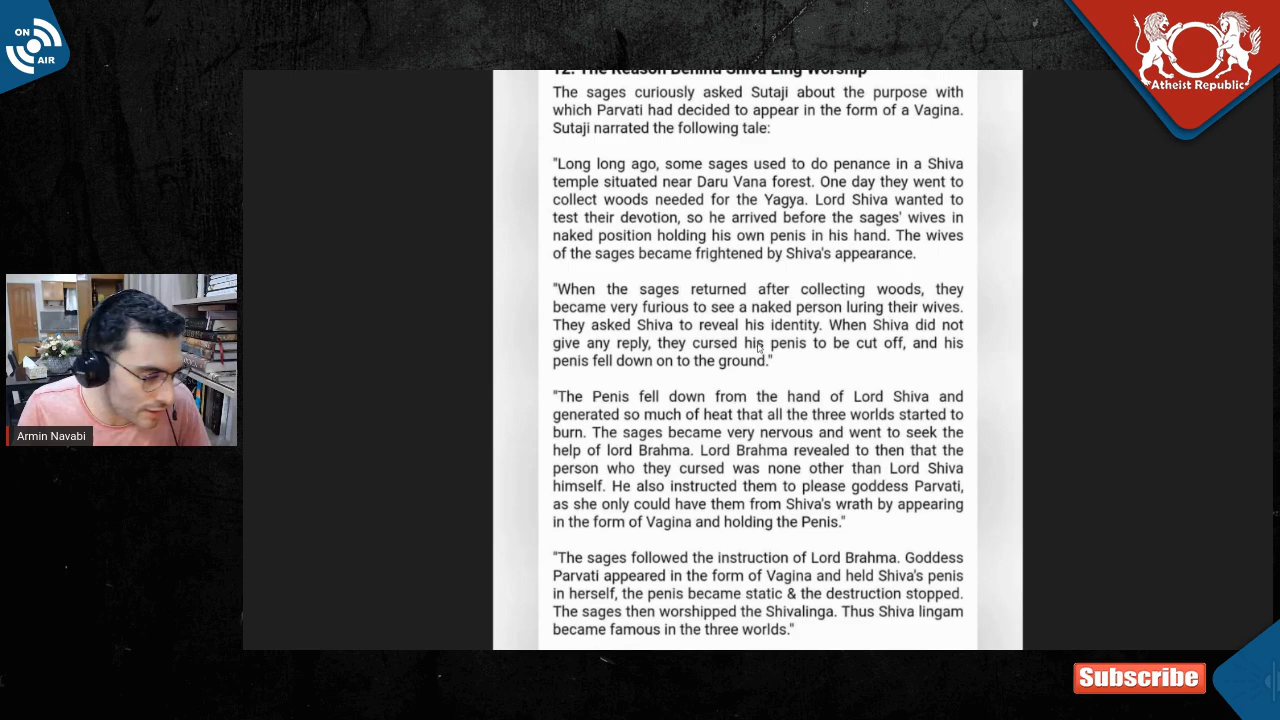 ON
AIR
Atheist Republic
12. The Reason Behind Shiva Ling Worship
The sages curiously asked Sutaji about the purpose with
which Parvati had decided to appear in the form of a Vagina.
Sutaji narrated the following tale:
"Long long ago, some sages used to do penance in a Shiva
temple situated near Daru Vana forest. One day they went to
collect woods needed for the Yagya. Lord Shiva wanted to
test their devotion, so he arrived before the sages' wives in
naked position holding his own penis in his hand. The wives
of the sages became frightened by Shiva's appearance.
"When the sages returned after collecting woods, they
became very furious to see a naked person luring their wives.
They asked Shiva to reveal his identity. When Shiva did not
give any reply, they cursed his penis to be cut off, and his
penis fell down on to the ground."
"The Penis fell down from the hand of Lord Shiva and
generated so much of heat that all the three worlds started to
burn. The sages became very nervous and went to seek the
help of lord Brahma. Lord Brahma revealed to then that the
person who they cursed was none other than Lord Shiva
himself. He also instructed them to please goddess Parvati,
as she only could have them from Shiva's wrath by appearing
in the form of Vagina and holding the Penis."
"The sages followed the instruction of Lord Brahma. Goddess
Parvati appeared in the form of Vagina and held Shiva's penis
in herself, the penis became static & the destruction stopped.
The sages then worshipped the Shivalinga. Thus Shiva lingam
became famous in the three worlds."
Armin Navabi
Subscribe